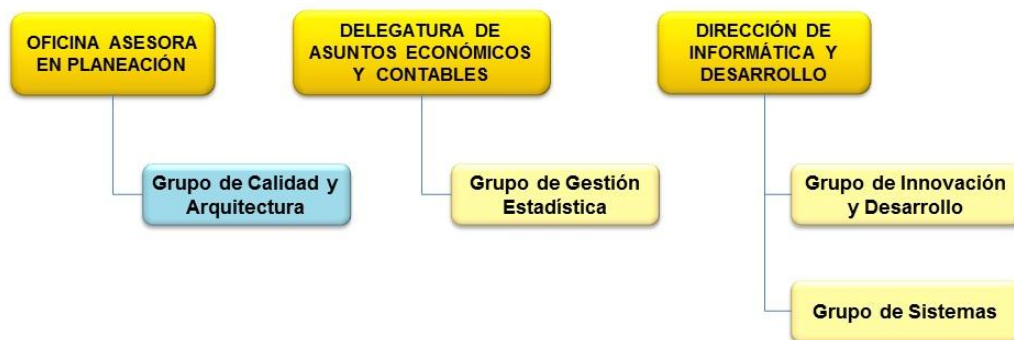 OFICINA ASESORA
EN PLANEACIÓN
DELEGATURA DE
ASUNTOS ECONÓMICOS
Y CONTABLES
DIRECCIÓN DE
INFORMÁTICA Y
DESARROLLO
Grupo de Calidad y
Arquitectura
Grupo de Gestión
Estadística
Grupo de Innovación
y Desarrollo
Grupo de Sistemas